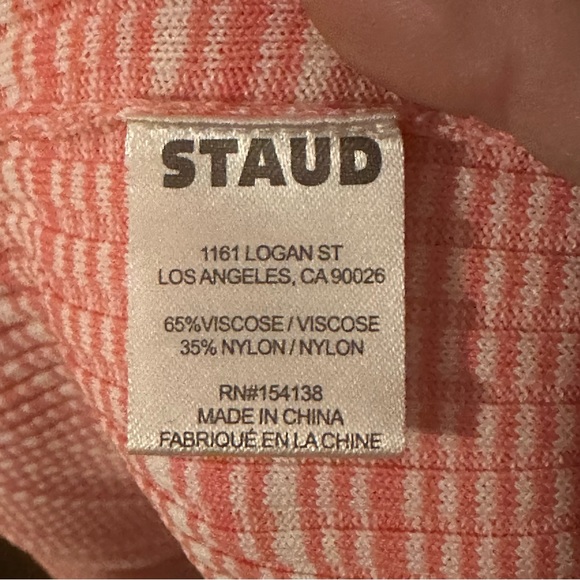 STAUD
1161 LOGAN ST
LOS ANGELES, CA 90026
65%VISCOSE / VISCOSE
35% NYLON / NYLON
RN#154138
MADE IN CHINA
FABRIQUÉ EN LA CHINE